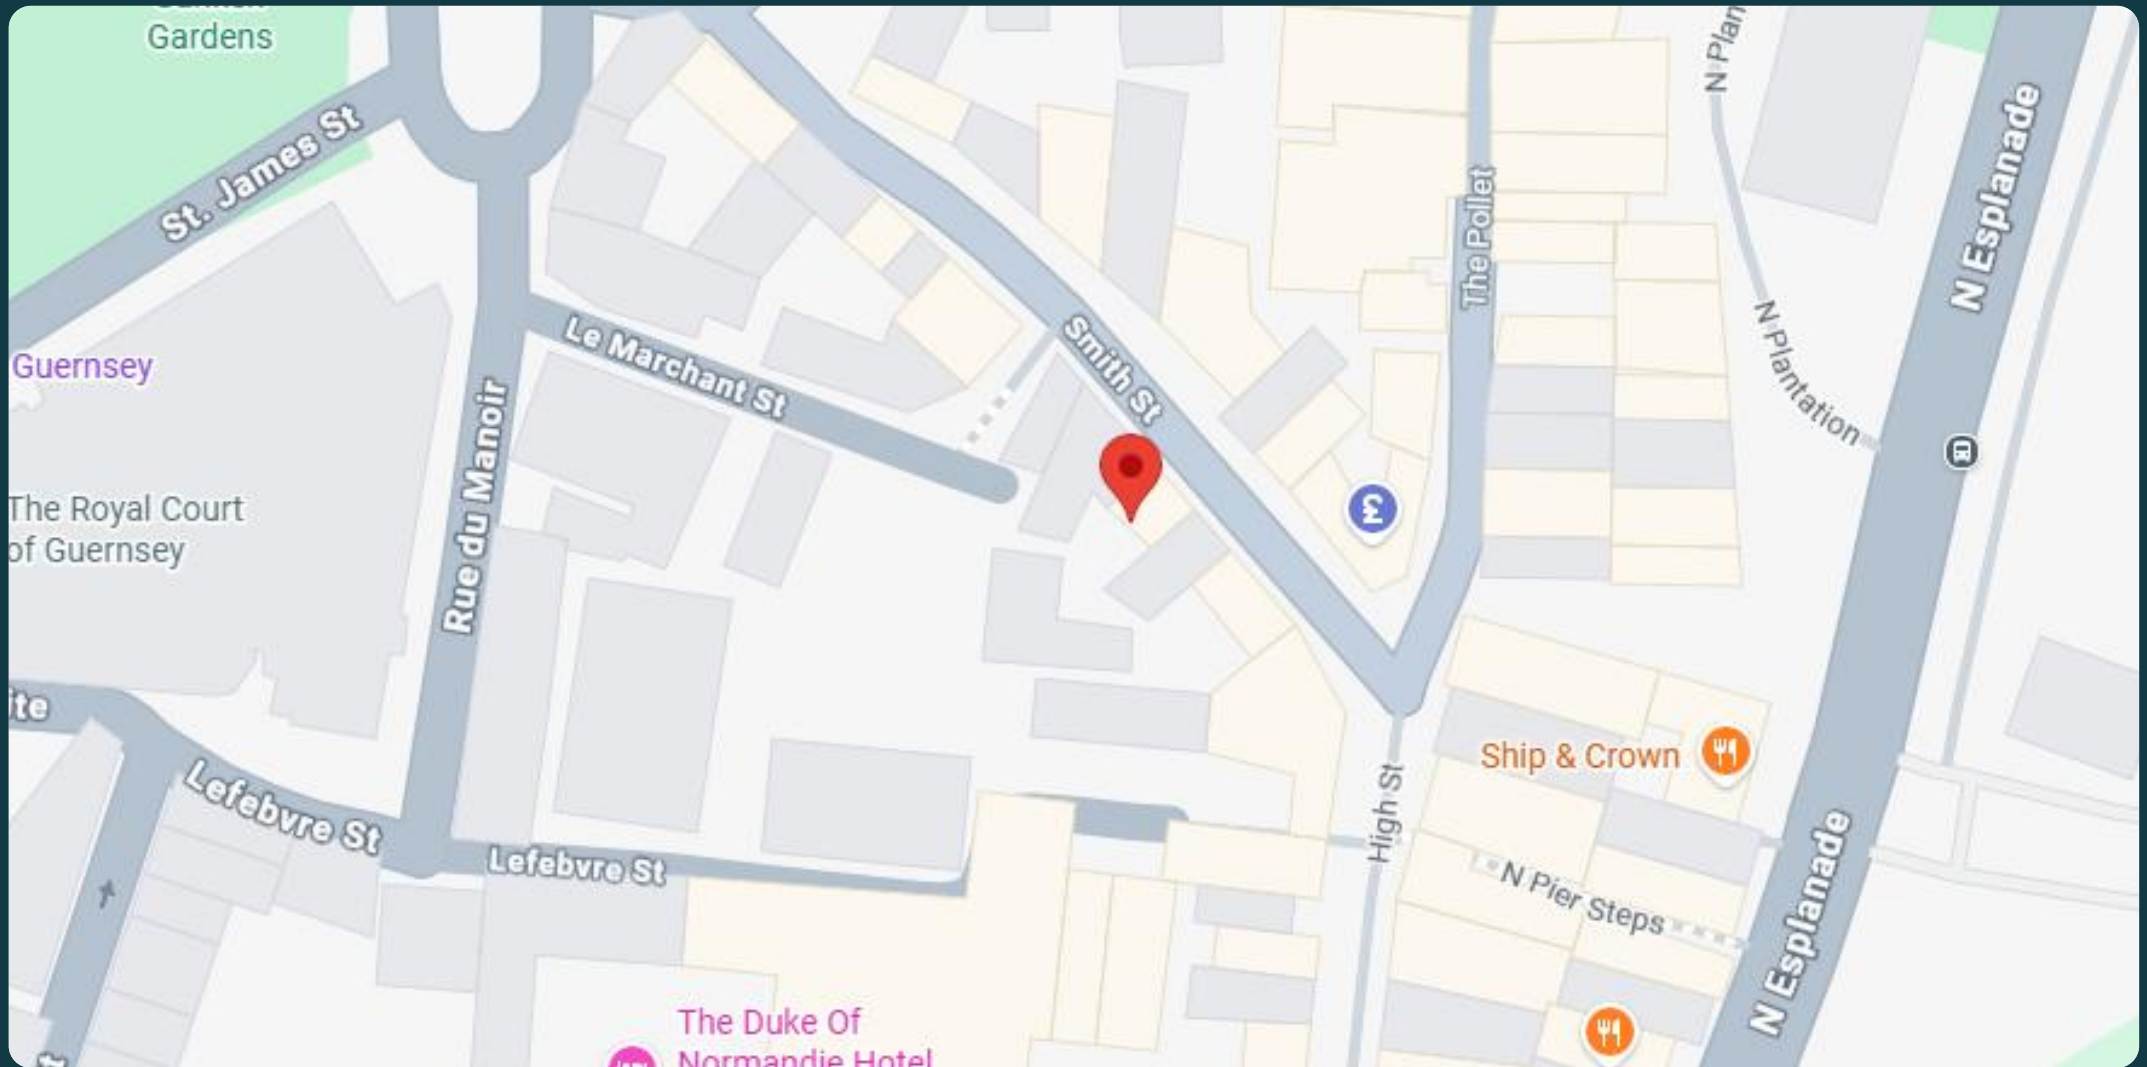 Gardens
St. James St
Guernsey
The Royal Court
of Guernsey
Rue du Manoir
Le Marchant St
Smith St
The Pollet
N Plan
N Plantation
N Esplanade
ite
Lefebvre St
Lefebvre St
High St
Ship & Crown
N Pier Steps
N Esplanade
The Duke Of
Normandie Hotel
t